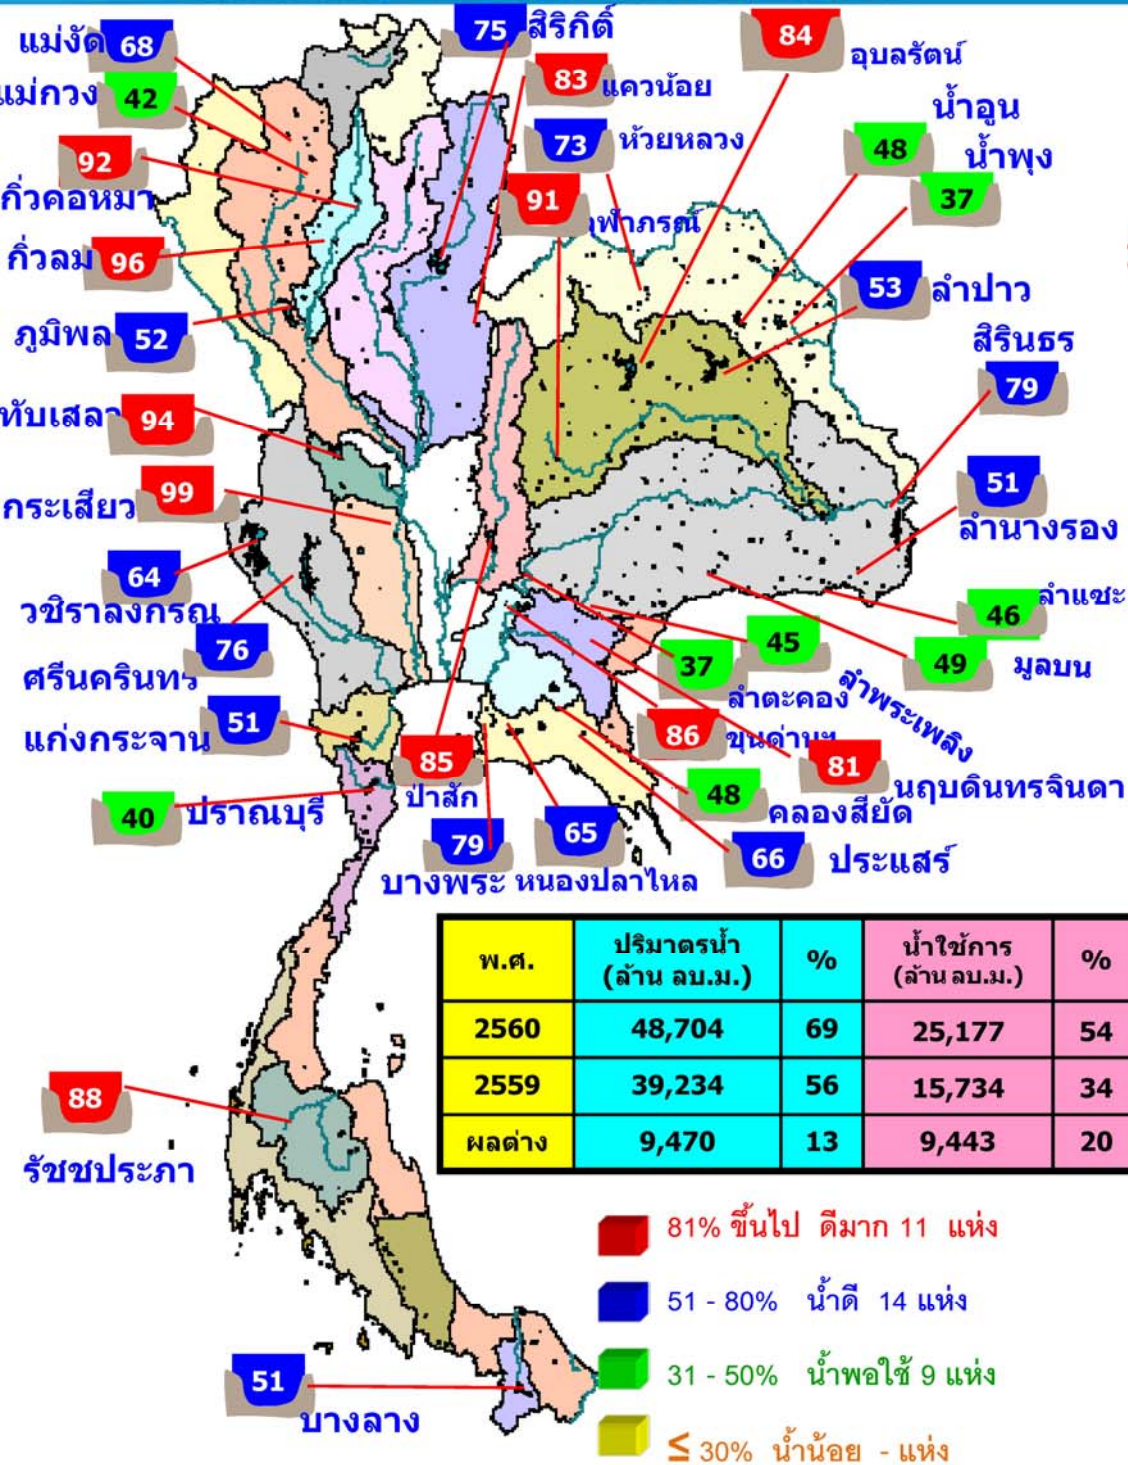 แม่งัด 68
แม่กวง 42
92
กิ่วคอหมา
กิ่วลม 96
ภูมิพล 52
ทับเสลา 94
กระเสียว 99
64
วชิราลงกรณ
76
ศรีนครินทร
แก่งกระจาน 51
40 ปราณบุรี
75 สิริกิติ์
83 แควน้อย
73 ห้วยหลวง
91
ฬาภรณ์
84 อุบลรัตน์
น้ำอูน
48 น้ำพุง
37
53 ลำปาว
สิรินธร
79
51
ลำนางรอง
46 ลำแซะ
49 มูลบน
45
ลำพระเพลิง
37
ลำตะคอง
86 ขุนด่านฯ
81
นฤบดินทรจินดา
48 คลองสียัด
66 ประแสร์
65
หนองปลาไหล
79
บางพระ
85
ป่าสัก
พ.ศ. ปริมาตรน้ำ (ล้าน ลบ.ม.) % น้ำใช้การ (ล้าน ลบ.ม.) %
2560 48,704 69 25,177 54
2559 39,234 56 15,734 34
ผลต่าง 9,470 13 9,443 20
88
รัชชประภา
51
บางลาง
81% ขึ้นไป ดีมาก 11 แห่ง
51 - 80% น้ำดี 14 แห่ง
31 - 50% น้ำพอใช้ 9 แห่ง
≤ 30% น้ำน้อย - แห่ง